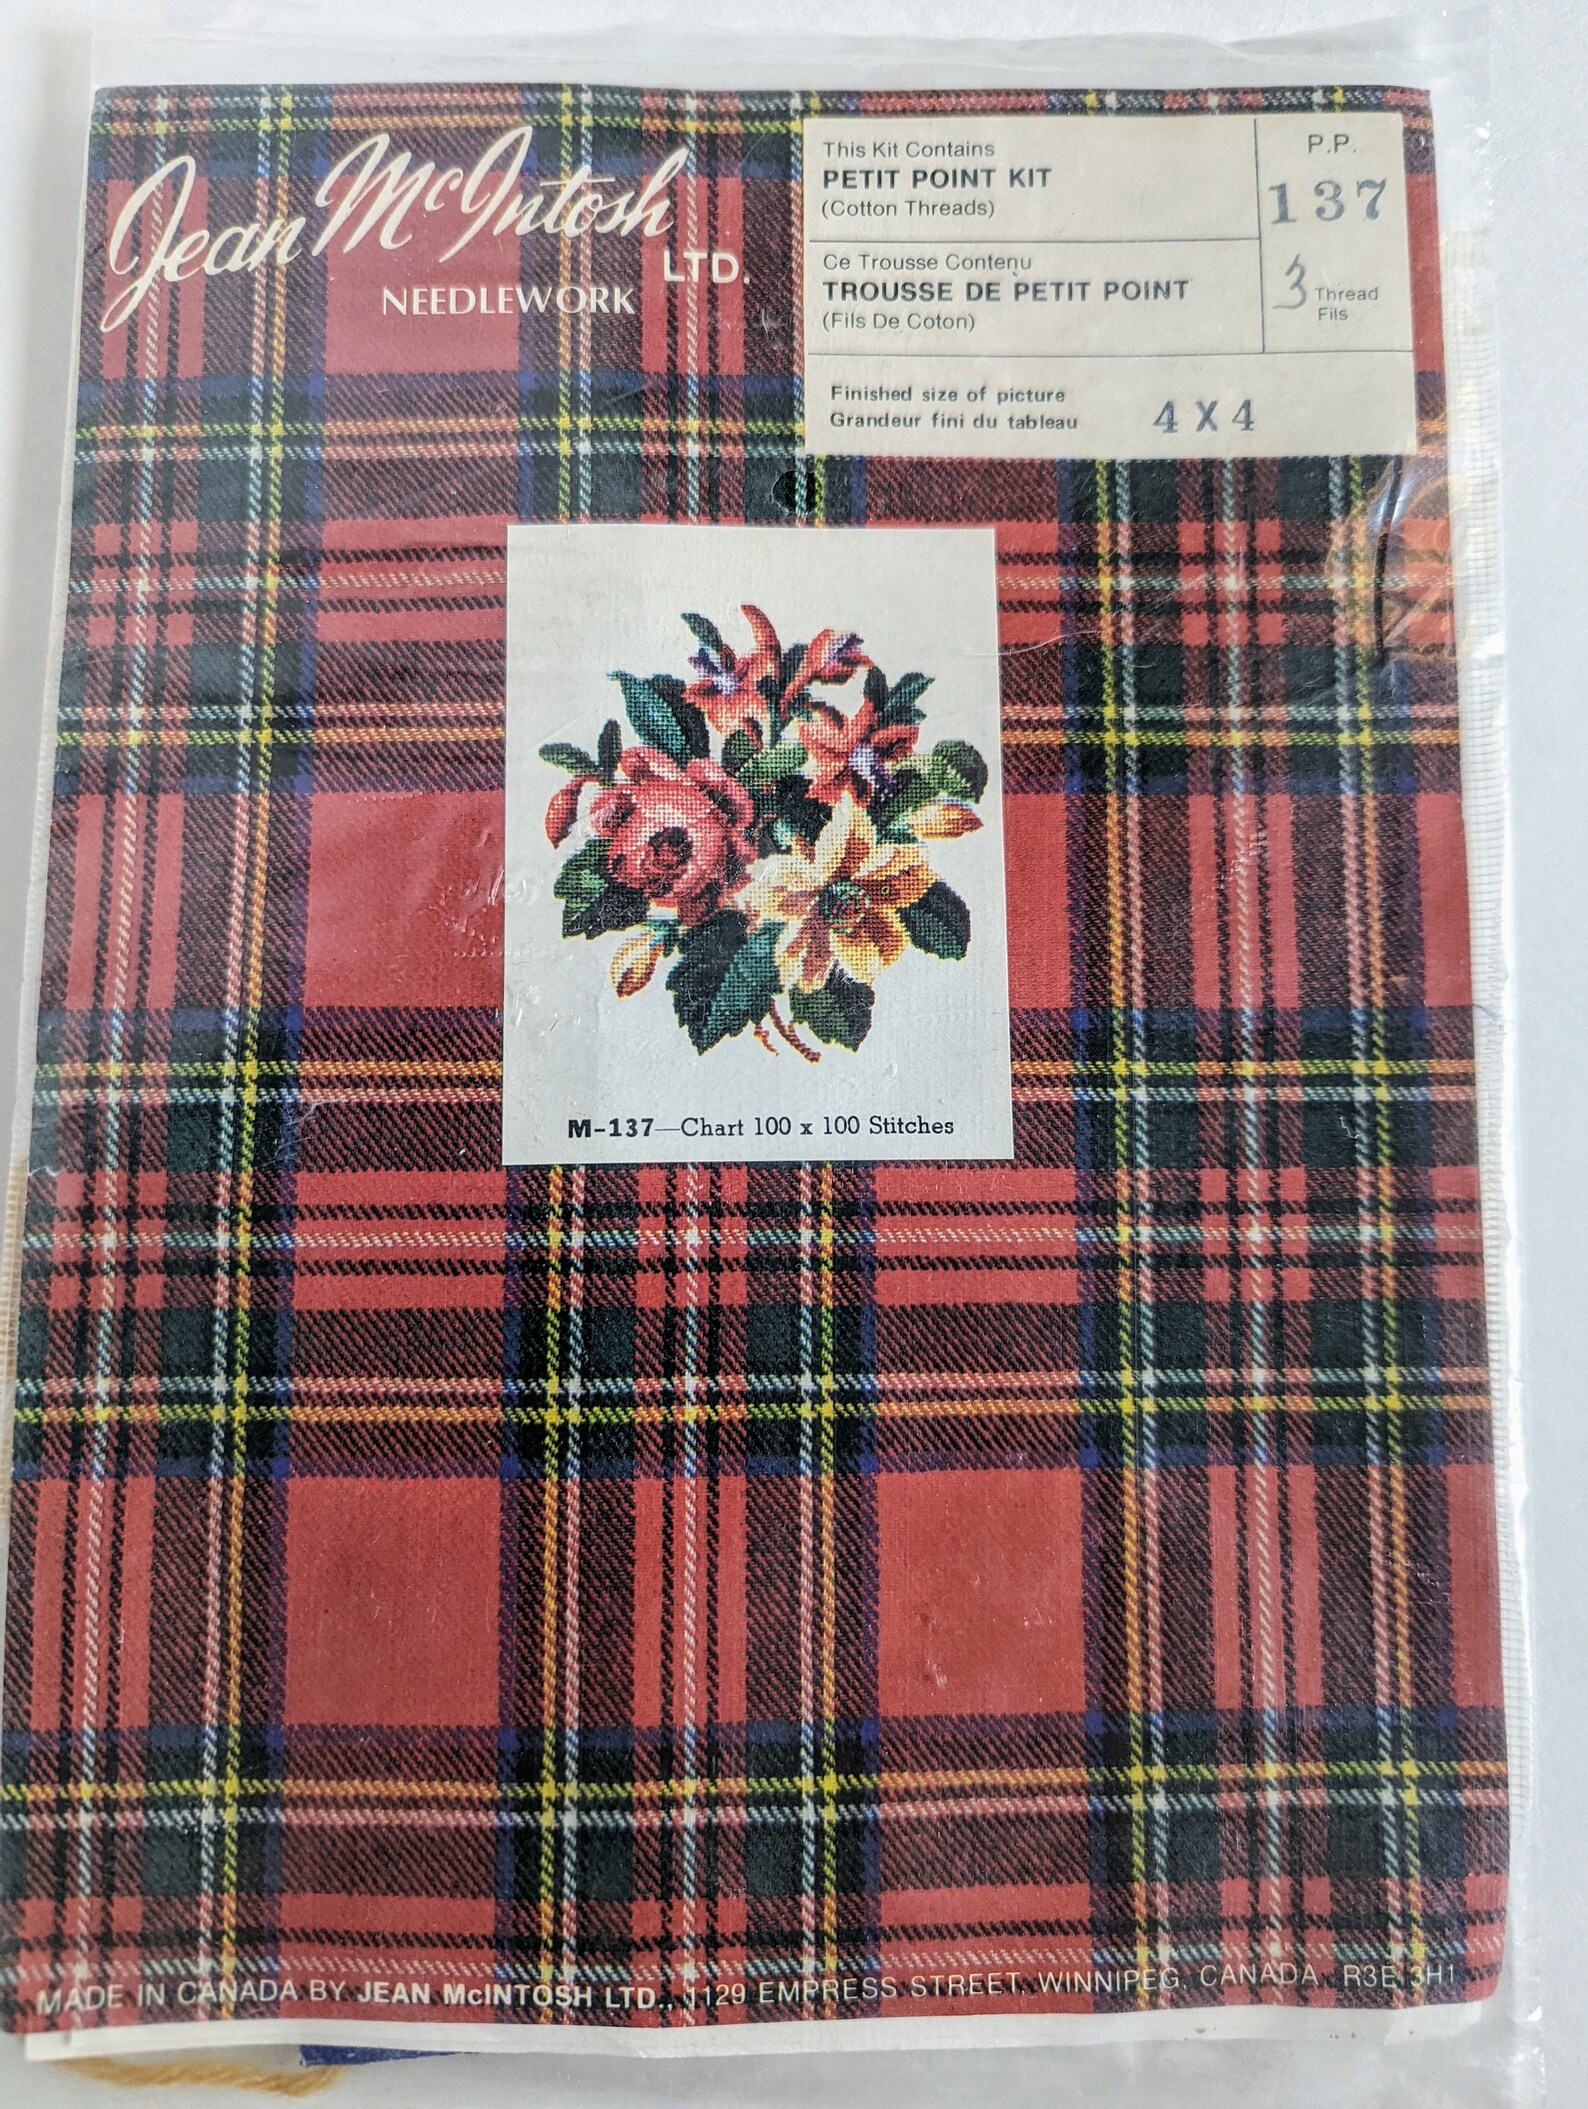 Jean McIntosh
LTD.
NEEDLEWORK
This Kit Contains
PETIT POINT KIT
(Cotton Threads)
Ce Trousse Contenu
TROUSSE DE PETIT POINT
(Fils De Coton)
P.P.
137
3 Thread
Fils
Finished size of picture
Grandeur fini du tableau
4 X 4
M-137—Chart 100 x 100 Stitches
MADE IN CANADA BY JEAN McINTOSH LTD., 1129 EMPRESS STREET, WINNIPEG, CANADA R3E 3H1